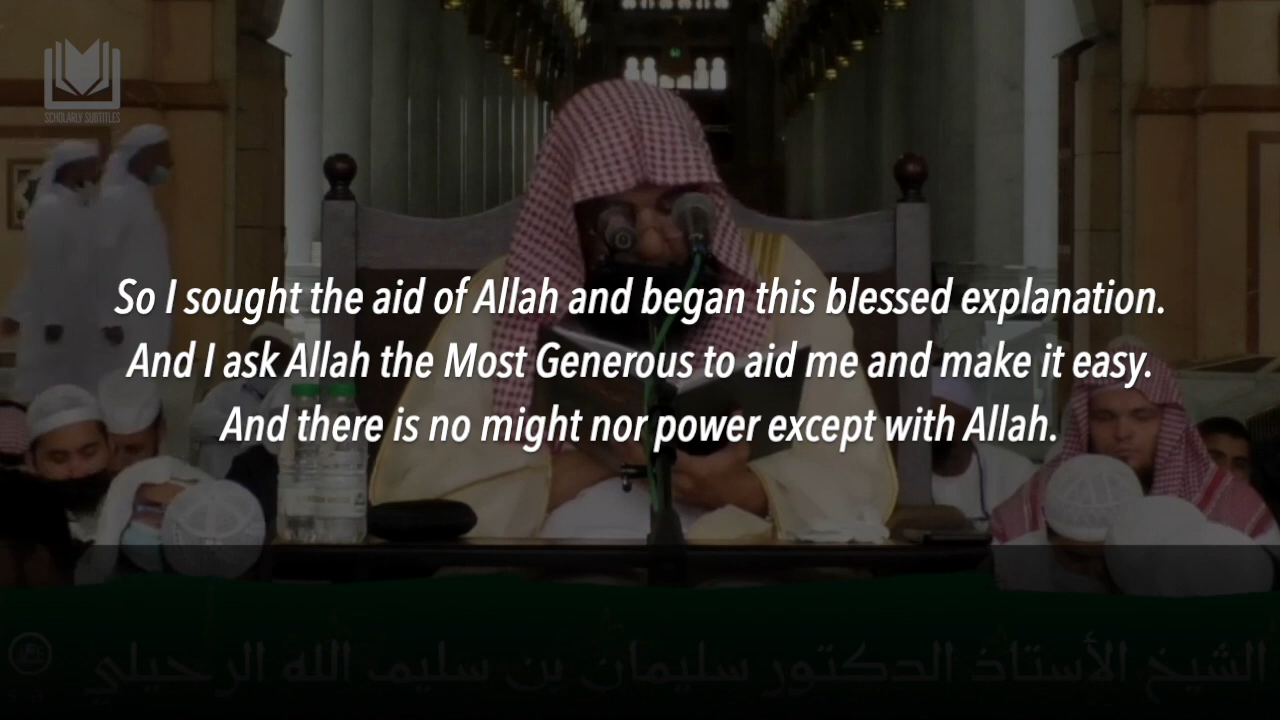 SCHOLARLY SUBTITLES
So I sought the aid of Allah and began this blessed explanation.
And I ask Allah the Most Generous to aid me and make it easy.
And there is no might nor power except with Allah.
الشيخ الأستاذ الدكتور سليمان بن سليم الله الرحيلي